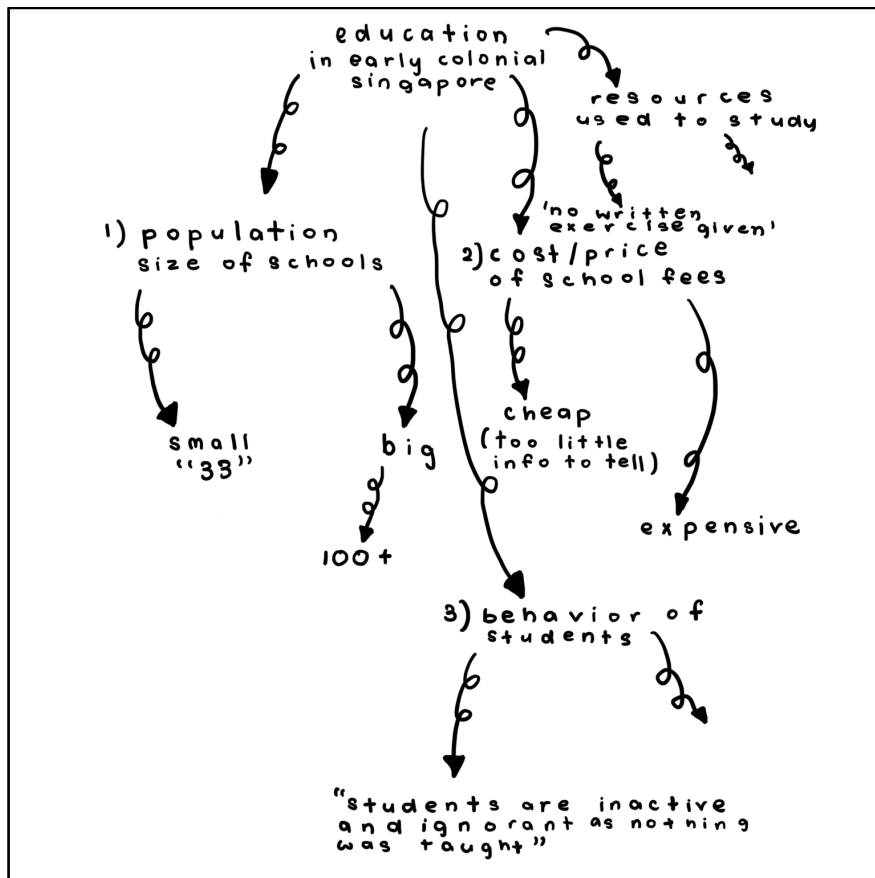 education
in early colonial
singapore
resources
used to study
'no written
exercise given'
1) population
size of schools
2) cost/price
of school fees
small
"33"
big
100+
cheap
(too little
info to tell)
expensive
3) behavior of
students
"students are inactive
and ignorant as nothing
was taught"